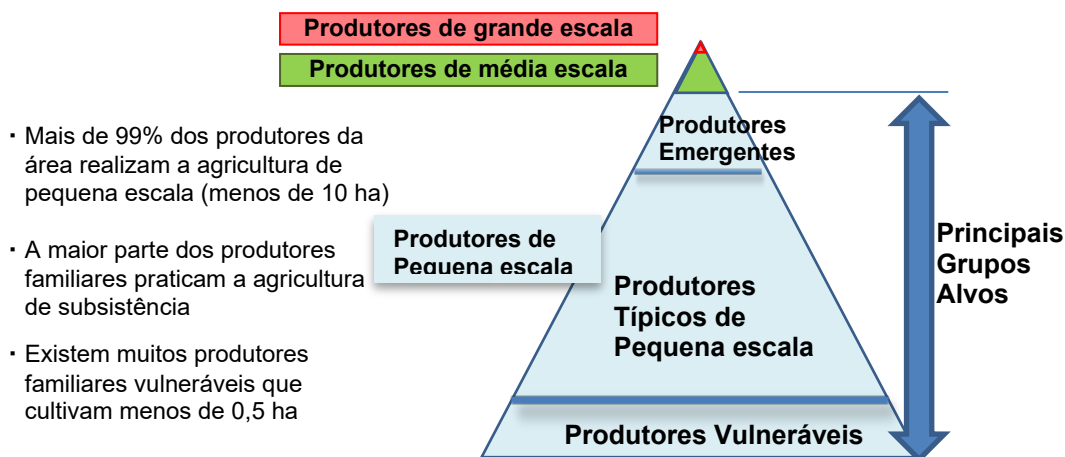 Produtores de grande escala
Produtores de média escala
· Mais de 99% dos produtores da
área realizam a agricultura de
pequena escala (menos de 10 ha)
· A maior parte dos produtores
familiares praticam a agricultura
de subsistência
· Existem muitos produtores
familiares vulneráveis que
cultivam menos de 0,5 ha
Produtores
Emergentes
Produtores de
Pequena escala
Produtores
Típicos de
Pequena escala
Produtores Vulneráveis
Principais
Grupos
Alvos